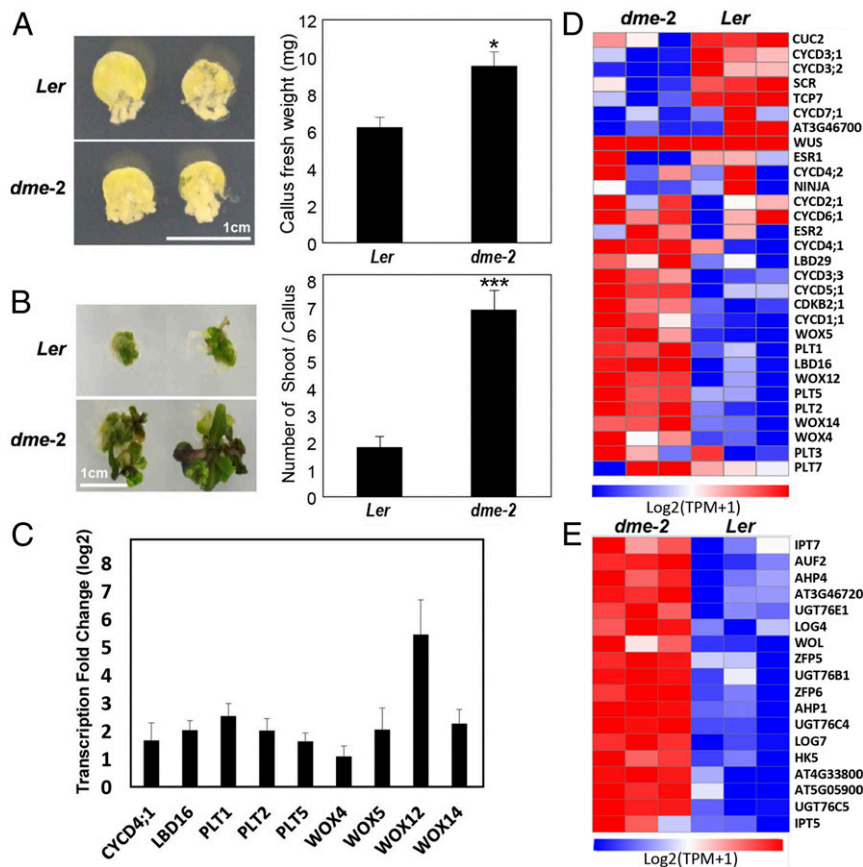 A
Ler
dme-2
1cm
Callus fresh weight (mg)
12
10
8
6
4
2
0
*
Ler
dme-2
B
Ler
dme-2
1cm
Number of Shoot / Callus
8
7
6
5
4
3
2
1
0
***
Ler
dme-2
C
Transcription Fold Change (log2)
8
7
6
5
4
3
2
1
0
CYCD4;1
LBD16
PLT1
PLT2
PLT5
WOX4
WOX5
WOX12
WOX14
D
dme-2 Ler
CUC2
CYCD3;1
CYCD3;2
SCR
TCP7
CYCD7;1
AT3G46700
WUS
ESR1
CYCD4;2
NINJA
CYCD2;1
CYCD6;1
ESR2
CYCD4;1
LBD29
CYCD3;3
CYCD5;1
CDKB2;1
CYCD1;1
WOX5
PLT1
LBD16
WOX12
PLT5
PLT2
WOX14
WOX4
PLT3
PLT7
Log2(TPM+1)
E
dme-2 Ler
IPT7
AUF2
AHP4
AT3G46720
UGT76E1
LOG4
WOL
ZFP5
UGT76B1
ZFP6
AHP1
UGT76C4
LOG7
HK5
AT4G33800
AT5G05900
UGT76C5
IPT5
Log2(TPM+1)